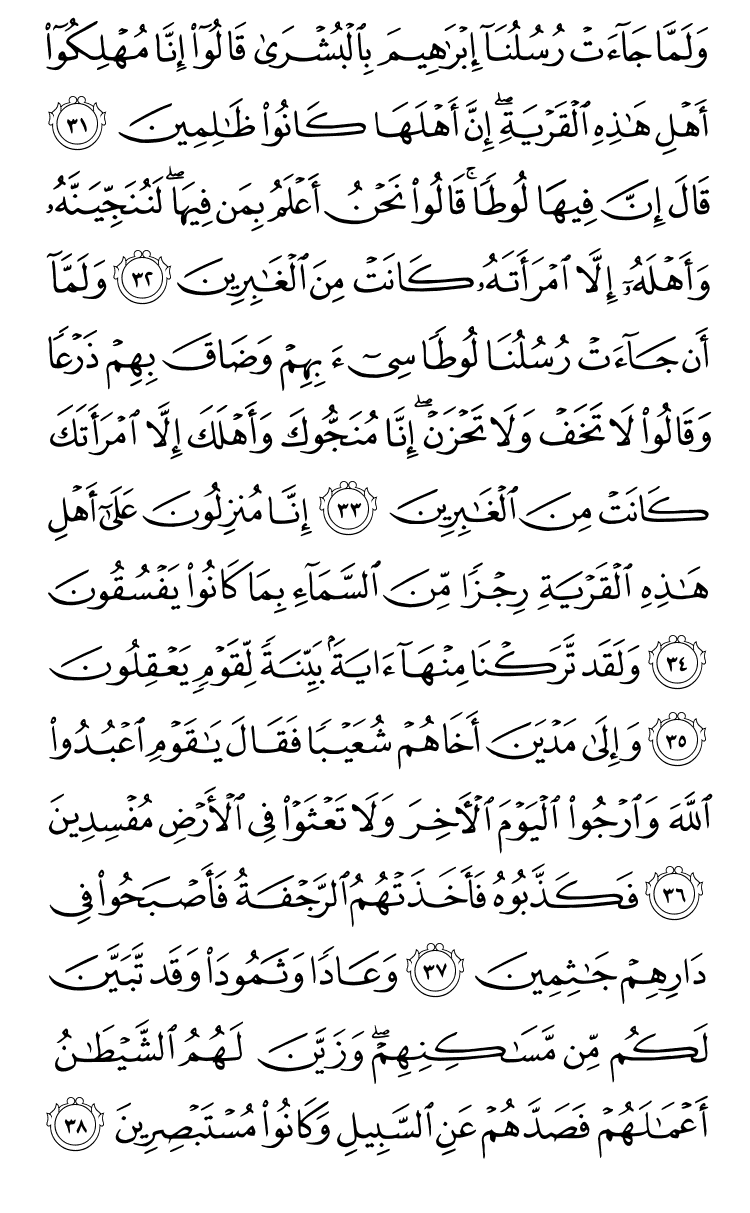 وَلَمَّا جَآءَتْ رُسُلُنَآ إِبْرَٰهِيمَ بِٱلْبُشْرَىٰ قَالُوٓا۟ إِنَّا مُهْلِكُوٓا۟
أَهْلِ هَٰذِهِ ٱلْقَرْيَةِ ۖ إِنَّ أَهْلَهَا كَانُوا۟ ظَٰلِمِينَ ٣١
قَالَ إِنَّ فِيهَا لُوطًا ۚ قَالُوا۟ نَحْنُ أَعْلَمُ بِمَن فِيهَا ۖ لَنُنَجِّيَنَّهُۥ
وَأَهْلَهُۥٓ إِلَّا ٱمْرَأَتَهُۥ كَانَتْ مِنَ ٱلْغَٰبِرِينَ ٣٢ وَلَمَّآ
أَن جَآءَتْ رُسُلُنَا لُوطًا سِىٓءَ بِهِمْ وَضَاقَ بِهِمْ ذَرْعًا
وَقَالُوا۟ لَا تَخَفْ وَلَا تَحْزَنْ ۖ إِنَّا مُنَجُّوكَ وَأَهْلَكَ إِلَّا ٱمْرَأَتَكَ
كَانَتْ مِنَ ٱلْغَٰبِرِينَ ٣٣ إِنَّا مُنزِلُونَ عَلَىٰٓ أَهْلِ
هَٰذِهِ ٱلْقَرْيَةِ رِجْزًا مِّنَ ٱلسَّمَآءِ بِمَا كَانُوا۟ يَفْسُقُونَ
٣٤ وَلَقَد تَّرَكْنَا مِنْهَآ ءَايَةًۢ بَيِّنَةً لِّقَوْمٍ يَعْقِلُونَ
٣٥ وَإِلَىٰ مَدْيَنَ أَخَاهُمْ شُعَيْبًا فَقَالَ يَٰقَوْمِ ٱعْبُدُوا۟
ٱللَّهَ وَٱرْجُوا۟ ٱلْيَوْمَ ٱلْـَٔاخِرَ وَلَا تَعْثَوْا۟ فِى ٱلْأَرْضِ مُفْسِدِينَ
٣٦ فَكَذَّبُوهُ فَأَخَذَتْهُمُ ٱلرَّجْفَةُ فَأَصْبَحُوا۟ فِى
دَارِهِمْ جَٰثِمِينَ ٣٧ وَعَادًا وَثَمُودَا۟ وَقَد تَّبَيَّنَ
لَكُم مِّن مَّسَٰكِنِهِمْ ۖ وَزَيَّنَ لَهُمُ ٱلشَّيْطَٰنُ
أَعْمَٰلَهُمْ فَصَدَّهُمْ عَنِ ٱلسَّبِيلِ وَكَانُوا۟ مُسْتَبْصِرِينَ ٣٨